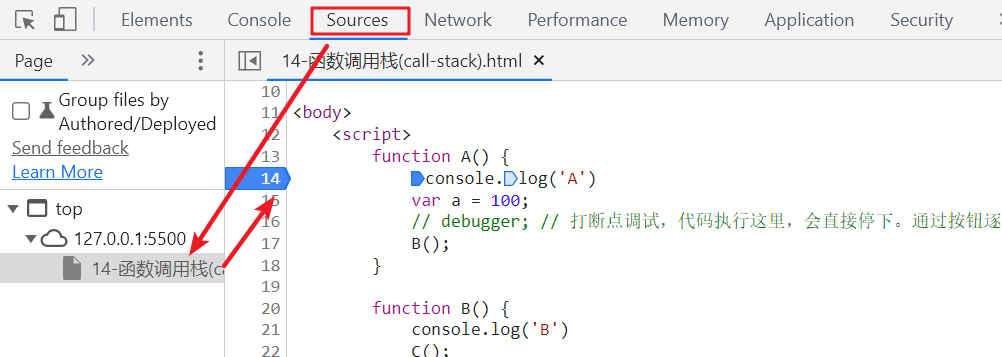 Elements Console Sources Network Performance Memory Application Security
Page
14-函数调用栈(call-stack).html
Group files by
Authored/Deployed
Send feedback
Learn More
top
127.0.0.1:5500
14-函数调用栈(ca
10
11 <body>
12 <script>
13 function A() {
14 console.log('A')
15 var a = 100;
16 // debugger; // 打断点调试，代码执行这里，会直接停下。通过按钮逐
17 B();
18 }
19
20 function B() {
21 console.log('B')
22 C();